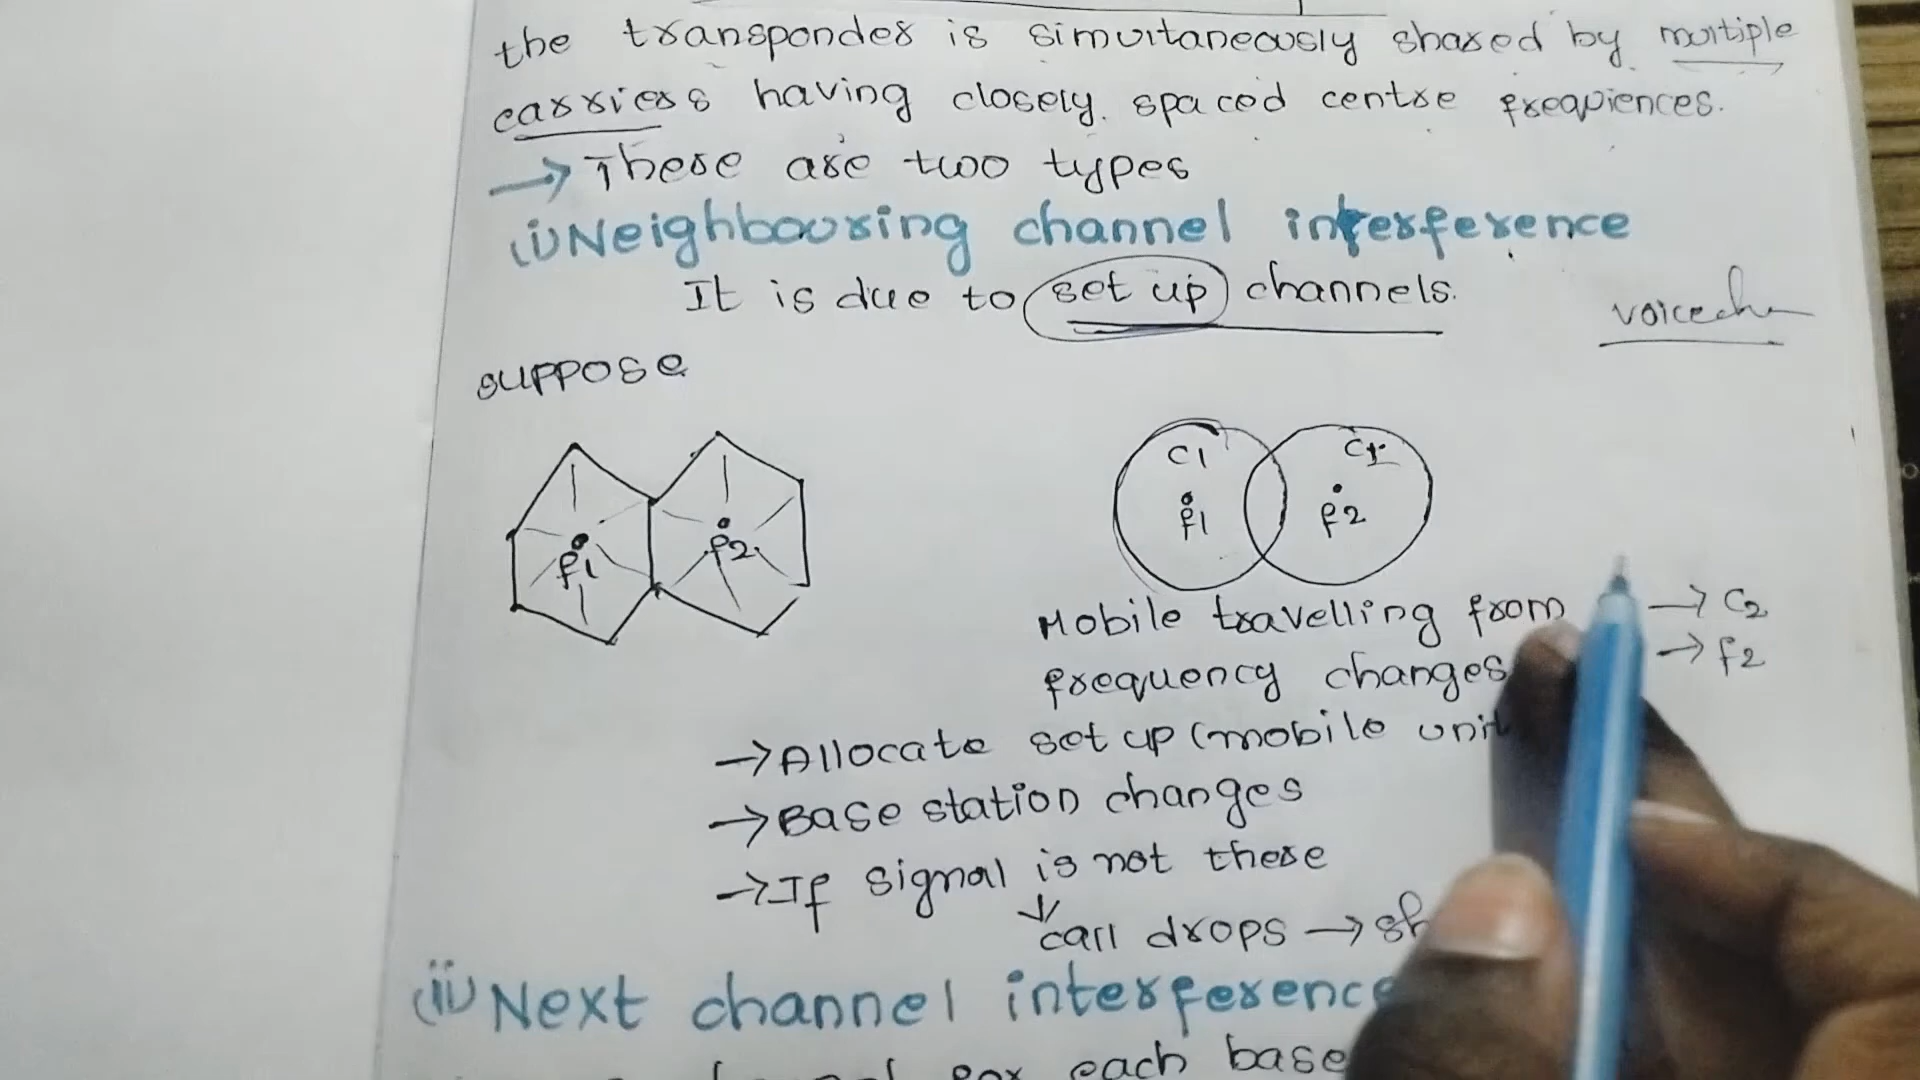 the transponder is simultaneously shared by multiple
carriers having closely spaced centre freqviences.
→ There are two types
(i) Neighbouring channel interference
It is due to set up channels.
voice
suppose
f1
f2
C1
f1
f2
Mobile travelling from → C2
frequency changes → f2
→ Allocate set up (mobile unit
→ Base station changes
→ If signal is not there
↓
call drops →
(ii) Next channel interference
each base